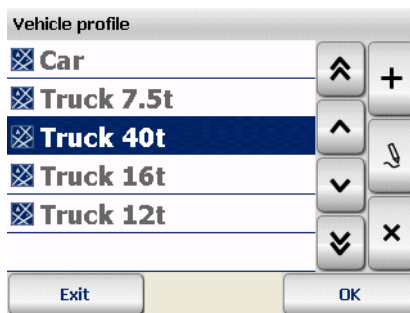 Vehicle profile
Car
Truck 7.5t
Truck 40t
Truck 16t
Truck 12t
Exit
OK